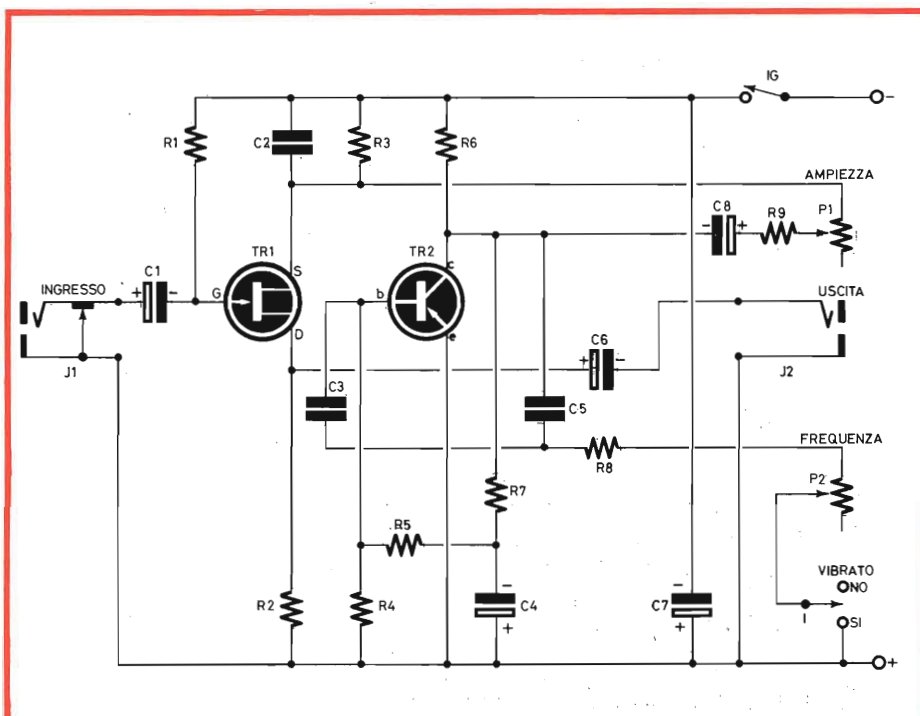 IG
-
R1
C2
R3
R6
AMPIEZZA
C8
- +
R9
P1
TR1
S
TR2
c
INGRESSO
C1
+ -
G
b
USCITA
D
e
C6
+ -
J1
C3
J2
C5
FREQUENZA
R8
P2
R7
R5
VIBRATO
NO
R2
R4
-
C4
+
-
C7
+
I
SI
+